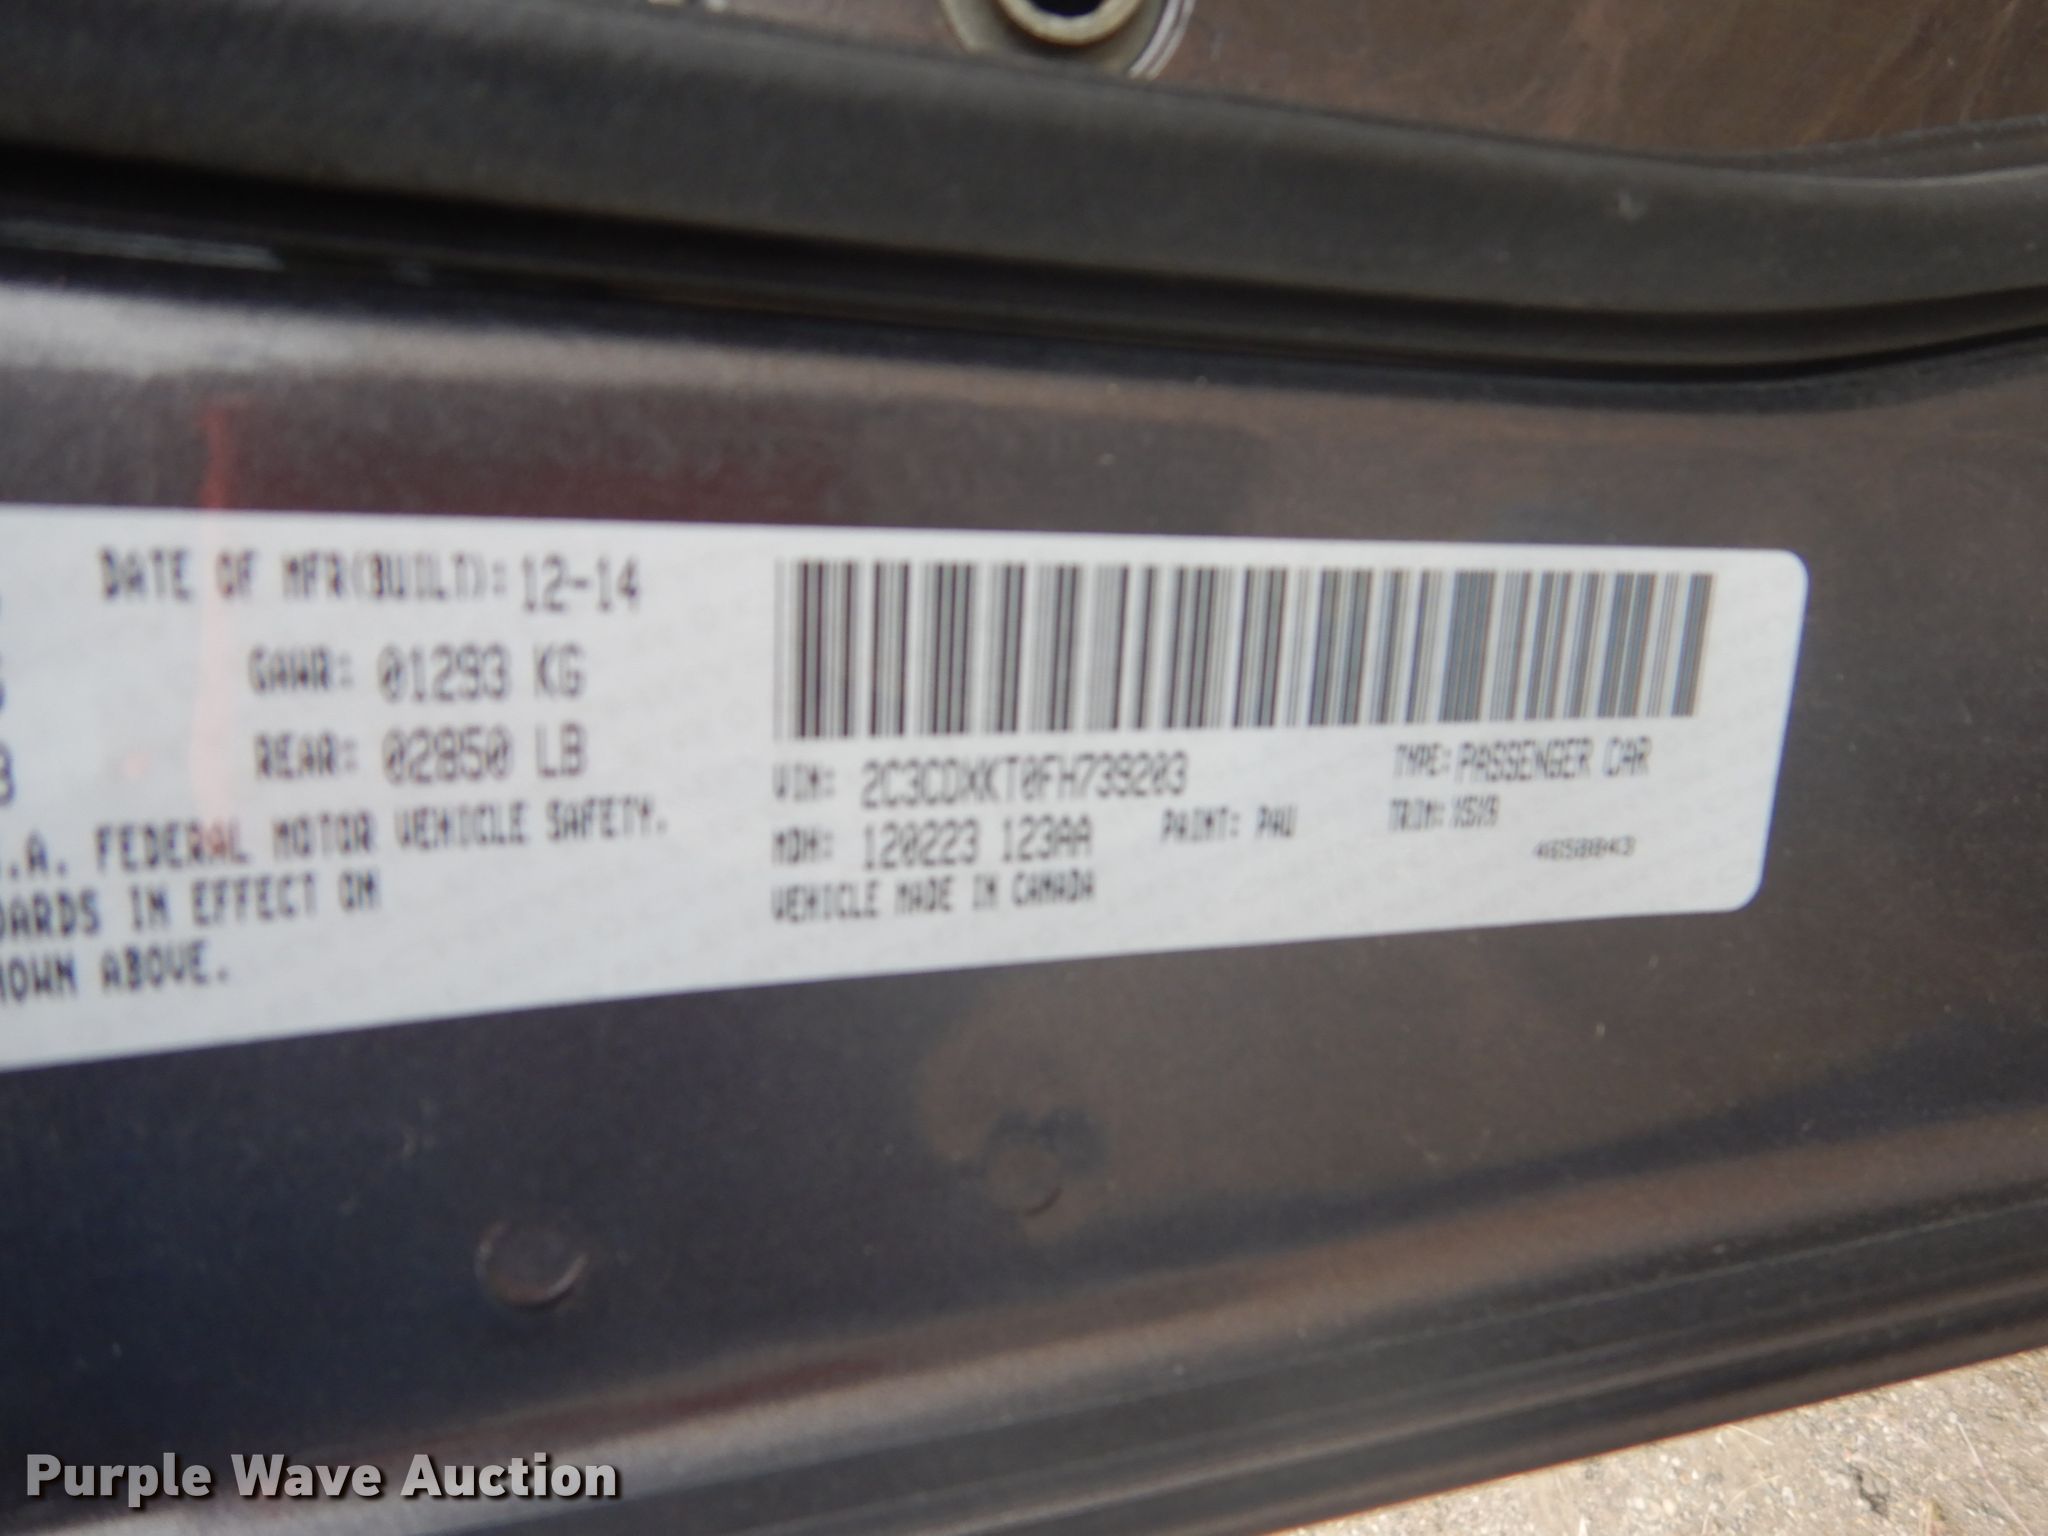 DATE OF MFR(BUILT): 12-14
GAWR: 01293 KG
REAR: 02850 LB
.A. FEDERAL MOTOR VEHICLE SAFETY.
DARDS IN EFFECT ON
HOWN ABOVE.
3
VIN: 2C3CDXKT0FH739203 TYPE: PASSENGER CAR
MDH: 120223 123AA PAINT: PAU TRIM:
VEHICLE MADE IN CANADA
Purple Wave Auction